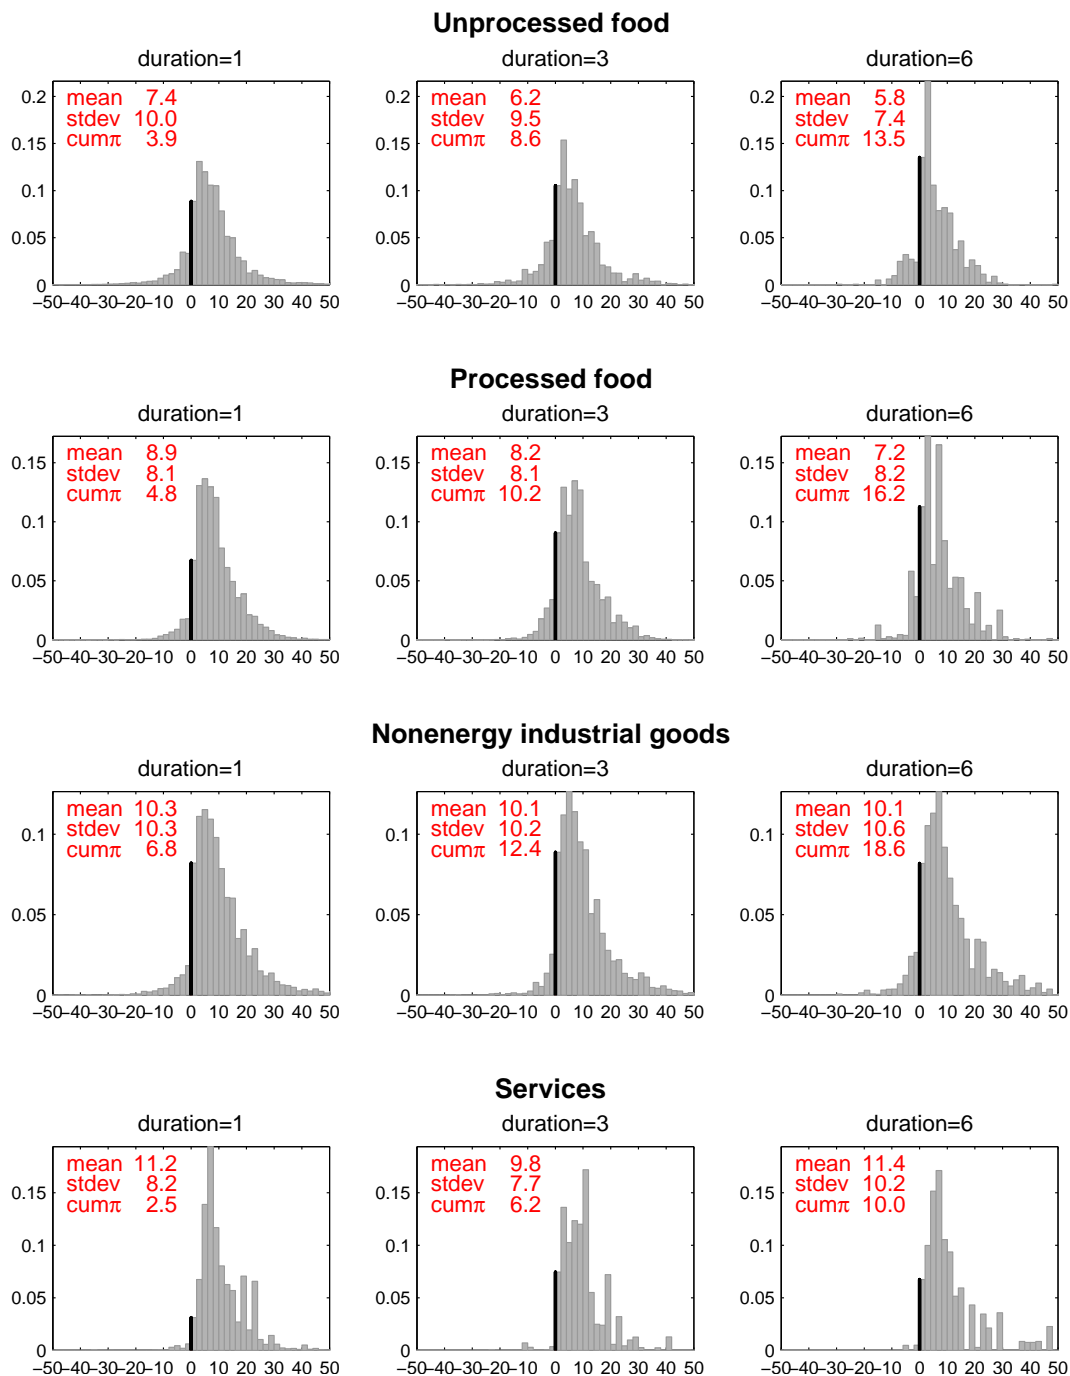 Unprocessed food
duration=1 duration=3 duration=6
mean 7.4 mean 6.2 mean 5.8
stdev 10.0 stdev 9.5 stdev 7.4
cumπ 3.9 cumπ 8.6 cumπ 13.5
0.2 0.2 0.2
0.15 0.15 0.15
0.1 0.1 0.1
0.05 0.05 0.05
0 0 0
−50−40−30−20−10 0 10 20 30 40 50 −50−40−30−20−10 0 10 20 30 40 50 −50−40−30−20−10 0 10 20 30 40 50
Processed food
duration=1 duration=3 duration=6
mean 8.9 mean 8.2 mean 7.2
stdev 8.1 stdev 8.1 stdev 8.2
cumπ 4.8 cumπ 10.2 cumπ 16.2
0.15 0.15 0.15
0.1 0.1 0.1
0.05 0.05 0.05
0 0 0
−50−40−30−20−10 0 10 20 30 40 50 −50−40−30−20−10 0 10 20 30 40 50 −50−40−30−20−10 0 10 20 30 40 50
Nonenergy industrial goods
duration=1 duration=3 duration=6
mean 10.3 mean 10.1 mean 10.1
stdev 10.3 stdev 10.2 stdev 10.6
cumπ 6.8 cumπ 12.4 cumπ 18.6
0.1 0.1 0.1
0.05 0.05 0.05
0 0 0
−50−40−30−20−10 0 10 20 30 40 50 −50−40−30−20−10 0 10 20 30 40 50 −50−40−30−20−10 0 10 20 30 40 50
Services
duration=1 duration=3 duration=6
mean 11.2 mean 9.8 mean 11.4
stdev 8.2 stdev 7.7 stdev 10.2
cumπ 2.5 cumπ 6.2 cumπ 10.0
0.15 0.15 0.15
0.1 0.1 0.1
0.05 0.05 0.05
0 0 0
−50−40−30−20−10 0 10 20 30 40 50 −50−40−30−20−10 0 10 20 30 40 50 −50−40−30−20−10 0 10 20 30 40 50